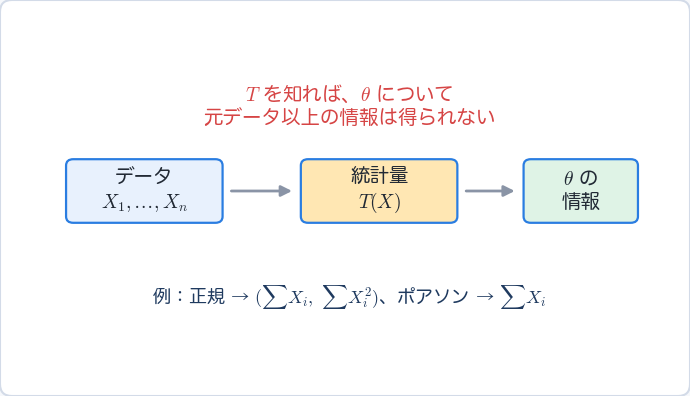 T を知れば、θ について
元データ以上の情報は得られない
データ
X₁,…,Xₙ
統計量
T(X)
θ の
情報
例：正規 → (∑Xᵢ, ∑Xᵢ²)、ポアソン → ∑Xᵢ